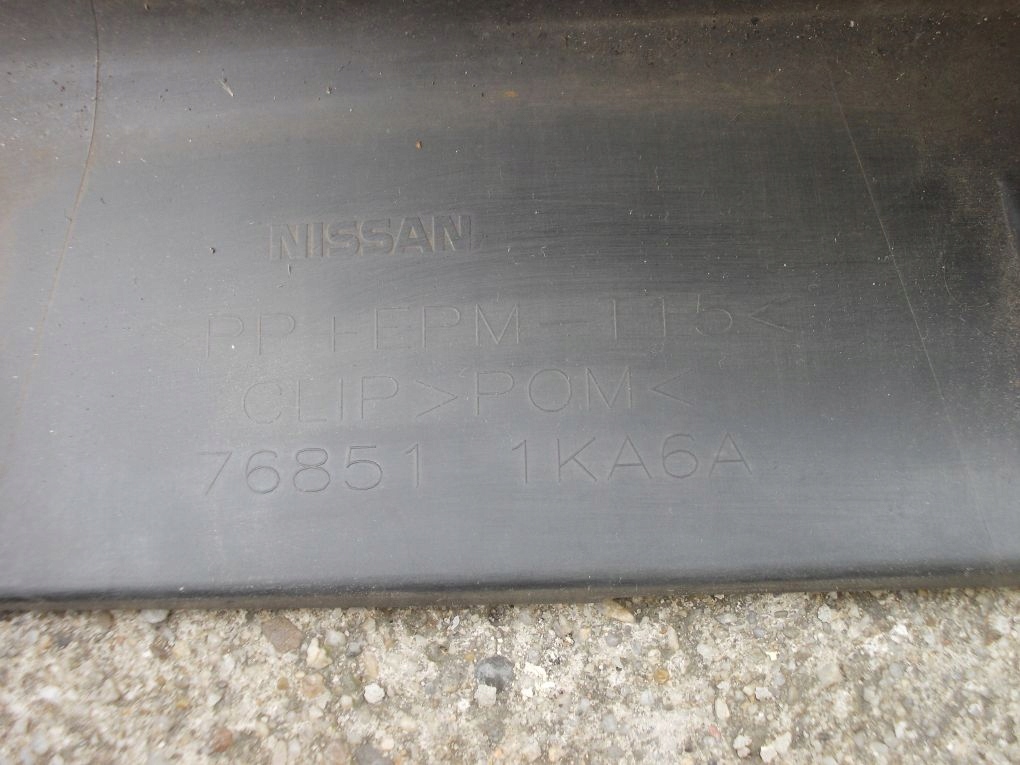 NISSAN
>PP+EPM-T15<
CLIP>POM<
76851 1KA6A